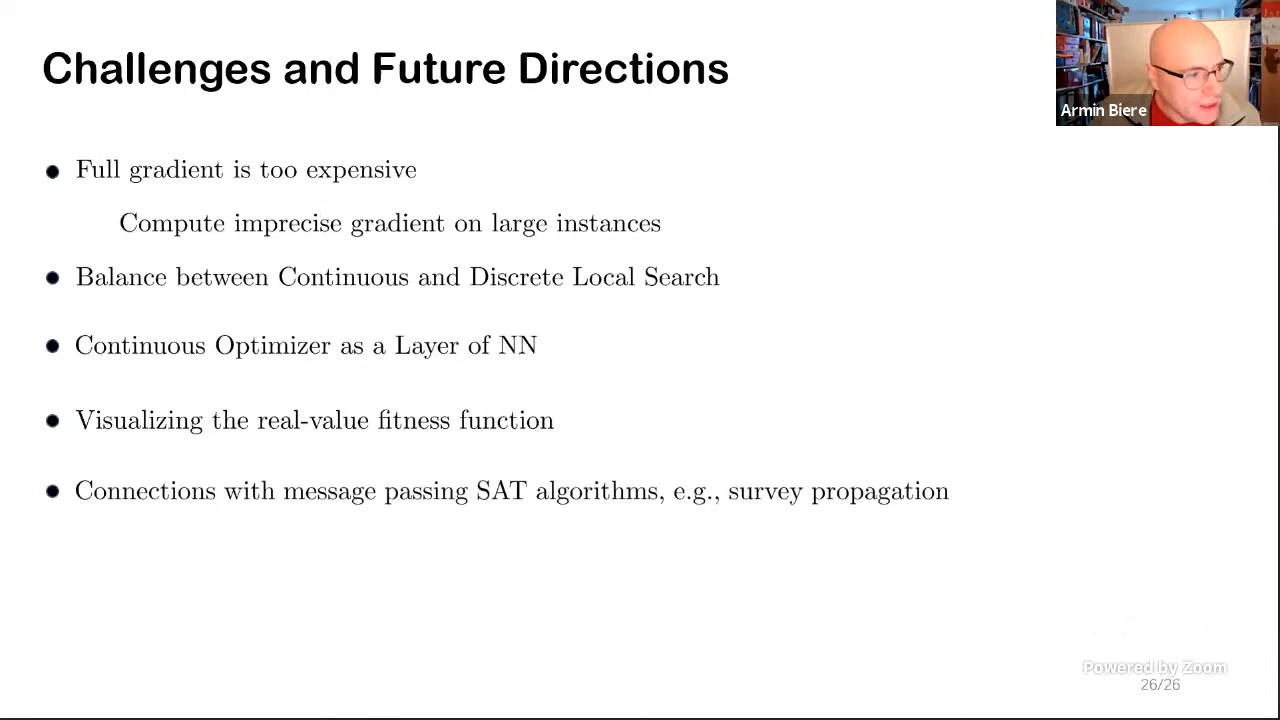 Challenges and Future Directions
Armin Biere
Full gradient is too expensive
Compute imprecise gradient on large instances
Balance between Continuous and Discrete Local Search
Continuous Optimizer as a Layer of NN
Visualizing the real-value fitness function
Connections with message passing SAT algorithms, e.g., survey propagation
Powered by Zoom
26/26